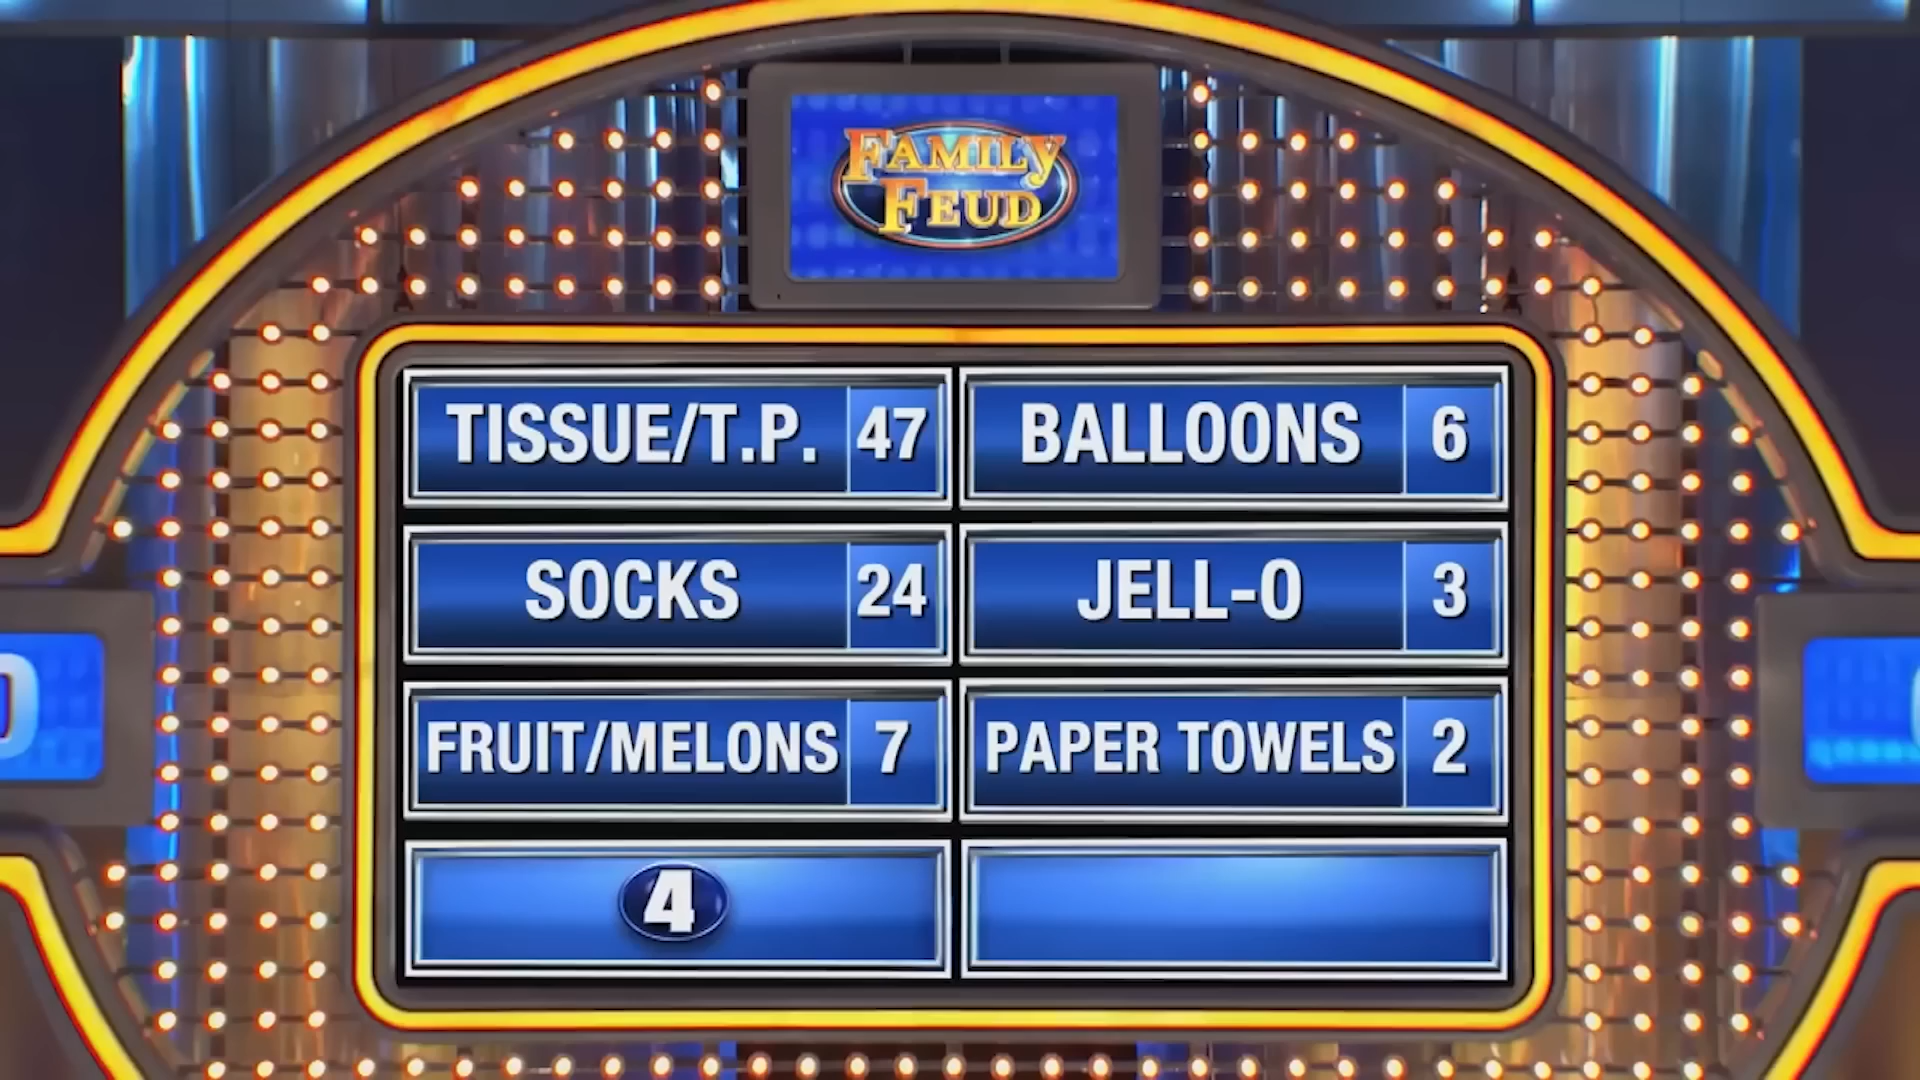 FAMILY
FEUD
TISSUE/T.P. 47
BALLOONS 6
SOCKS 24
JELL-O 3
FRUIT/MELONS 7
PAPER TOWELS 2
4